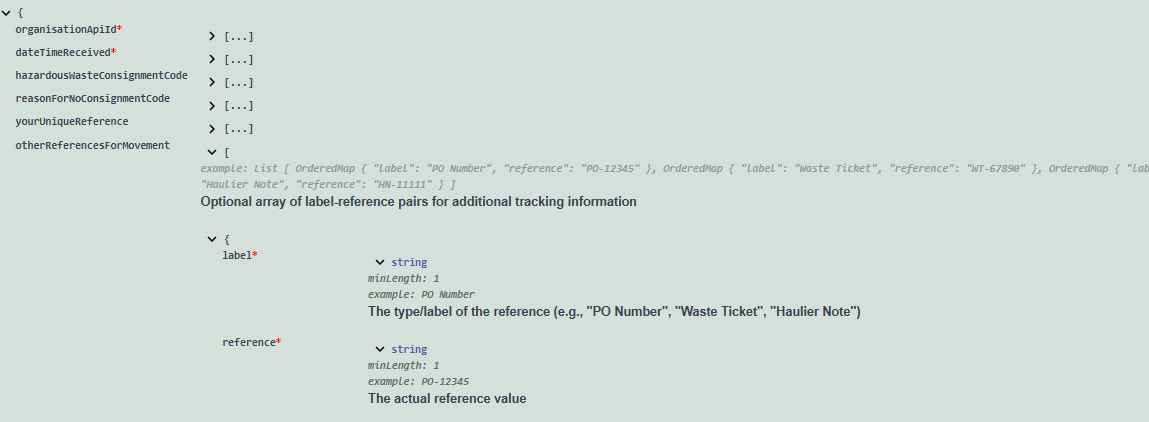 {
organisationApiId*
[...]
dateTimeReceived*
[...]
hazardousWasteConsignmentCode
[...]
reasonForNoConsignmentCode
[...]
yourUniqueReference
[...]
otherReferencesForMovement
[
example: List [ OrderedMap { "label": "PO Number", "reference": "PO-12345" }, OrderedMap { "label": "Waste Ticket", "reference": "WT-67890" }, OrderedMap {
"Haulier Note", "reference": "HN-11111" } ]
Optional array of label-reference pairs for additional tracking information
{
label*
string
minLength: 1
example: PO Number
The type/label of the reference (e.g., "PO Number", "Waste Ticket", "Haulier Note")
reference*
string
minLength: 1
example: PO-12345
The actual reference value